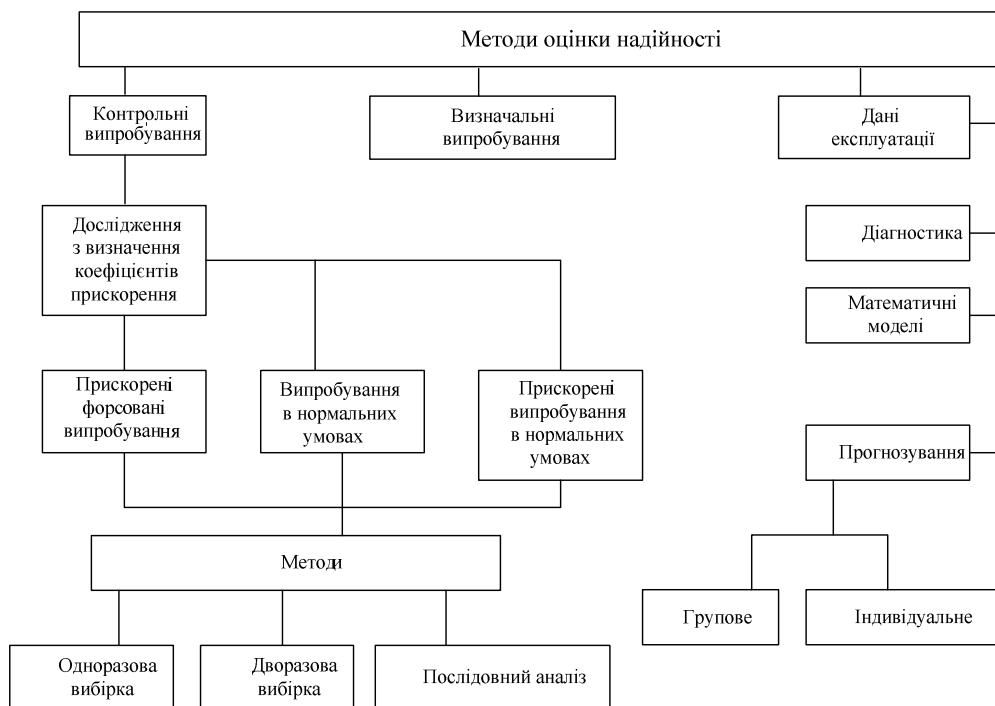 Методи оцінки надійності
Контрольні
випробування
Визначальні
випробування
Дані
експлуатації
Дослідження
з визначення
коефіцієнтів
прискорення
Діагностика
Математичні
моделі
Прискорені
форсовані
випробування
Випробування
в нормальних
умовах
Прискорені
випробування
в нормальних
умовах
Прогнозування
Методи
Групове
Індивідуальне
Одноразова
вибірка
Дворазова
вибірка
Послідовний аналіз